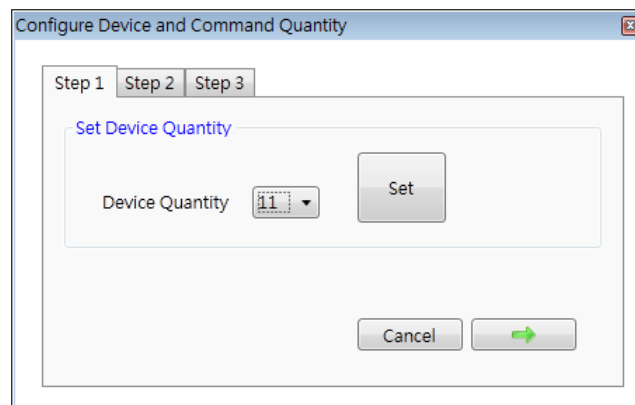 Configure Device and Command Quantity
Step 1 Step 2 Step 3
Set Device Quantity
Device Quantity 11 Set
Cancel